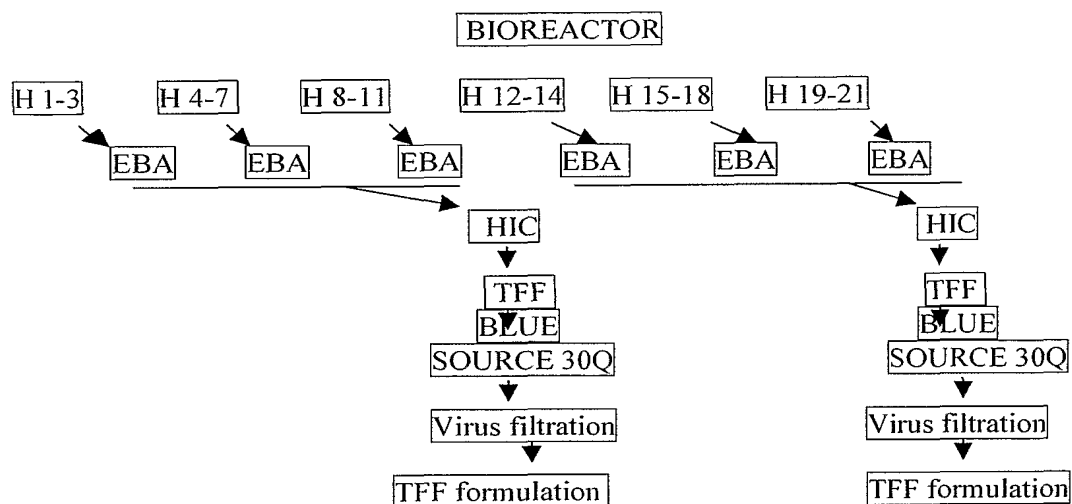 BIOREACTOR
H 1-3 H 4-7 H 8-11 H 12-14 H 15-18 H 19-21
EBA EBA EBA EBA EBA EBA
HIC HIC
TFF TFF
BLUE BLUE
SOURCE 30Q SOURCE 30Q
Virus filtration Virus filtration
TFF formulation TFF formulation